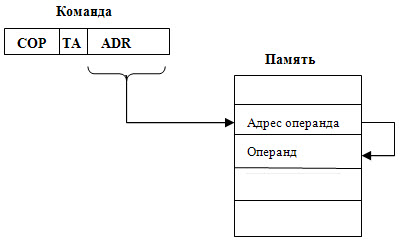 Команда
COP TA ADR
Память
Адрес операнда
Операнд